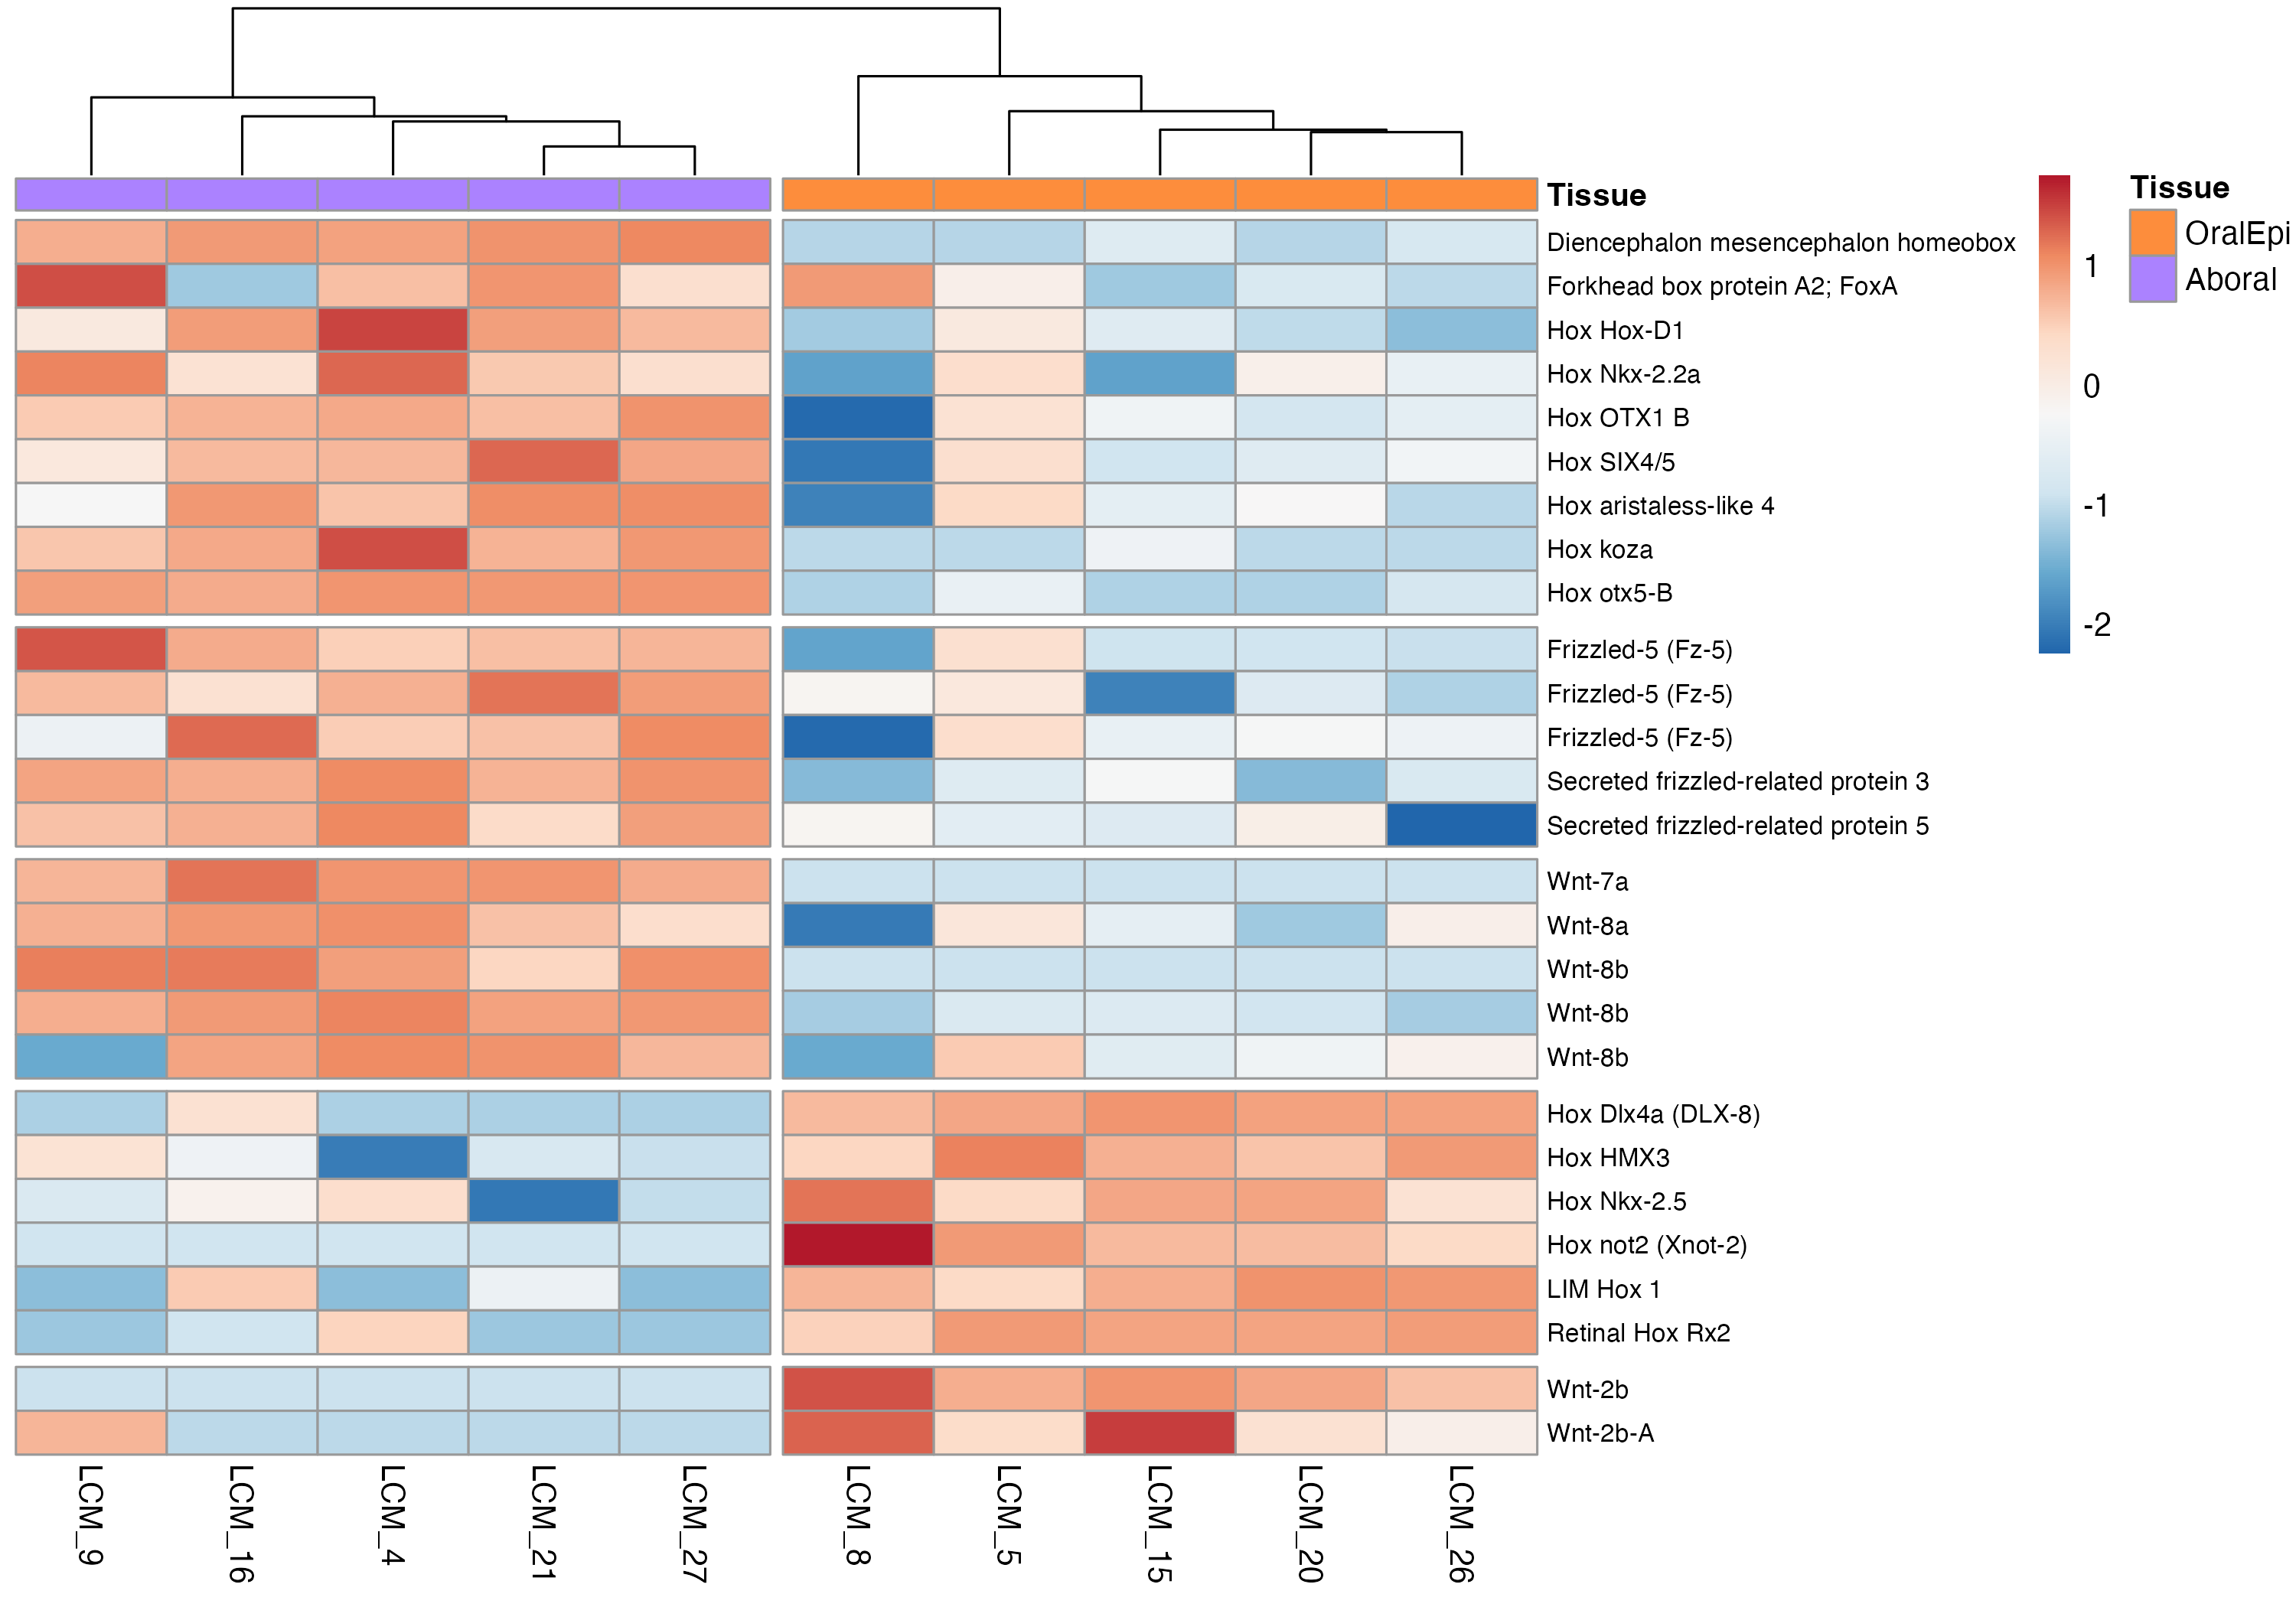 Tissue
Diencephalon mesencephalon homeobox
Forkhead box protein A2; FoxA
Hox Hox-D1
Hox Nkx-2.2a
Hox OTX1 B
Hox SIX4/5
Hox aristaless-like 4
Hox koza
Hox otx5-B
Frizzled-5 (Fz-5)
Frizzled-5 (Fz-5)
Frizzled-5 (Fz-5)
Secreted frizzled-related protein 3
Secreted frizzled-related protein 5
Wnt-7a
Wnt-8a
Wnt-8b
Wnt-8b
Wnt-8b
Hox Dlx4a (DLX-8)
Hox HMX3
Hox Nkx-2.5
Hox not2 (Xnot-2)
LIM Hox 1
Retinal Hox Rx2
Wnt-2b
Wnt-2b-A
LCM_9
LCM_16
LCM_4
LCM_21
LCM_27
LCM_8
LCM_5
LCM_15
LCM_20
LCM_26
1
0
-1
-2
Tissue
OralEpi
Aboral